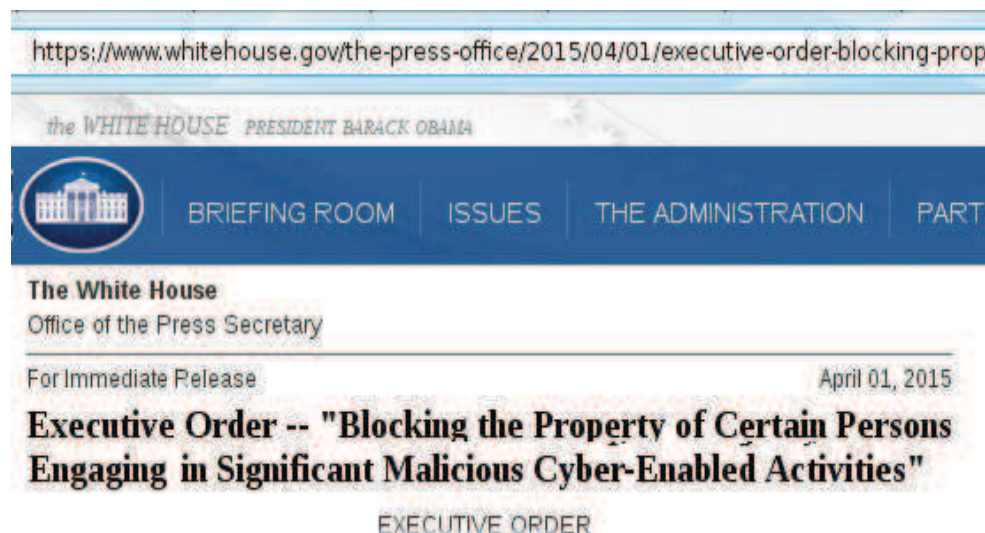 https://www.whitehouse.gov/the-press-office/2015/04/01/executive-order-blocking-prop
the WHITE HOUSE PRESIDENT BARACK OBAMA
BRIEFING ROOM ISSUES THE ADMINISTRATION PART
The White House
Office of the Press Secretary
For Immediate Release April 01, 2015
Executive Order -- "Blocking the Property of Certain Persons
Engaging in Significant Malicious Cyber-Enabled Activities"
EXECUTIVE ORDER